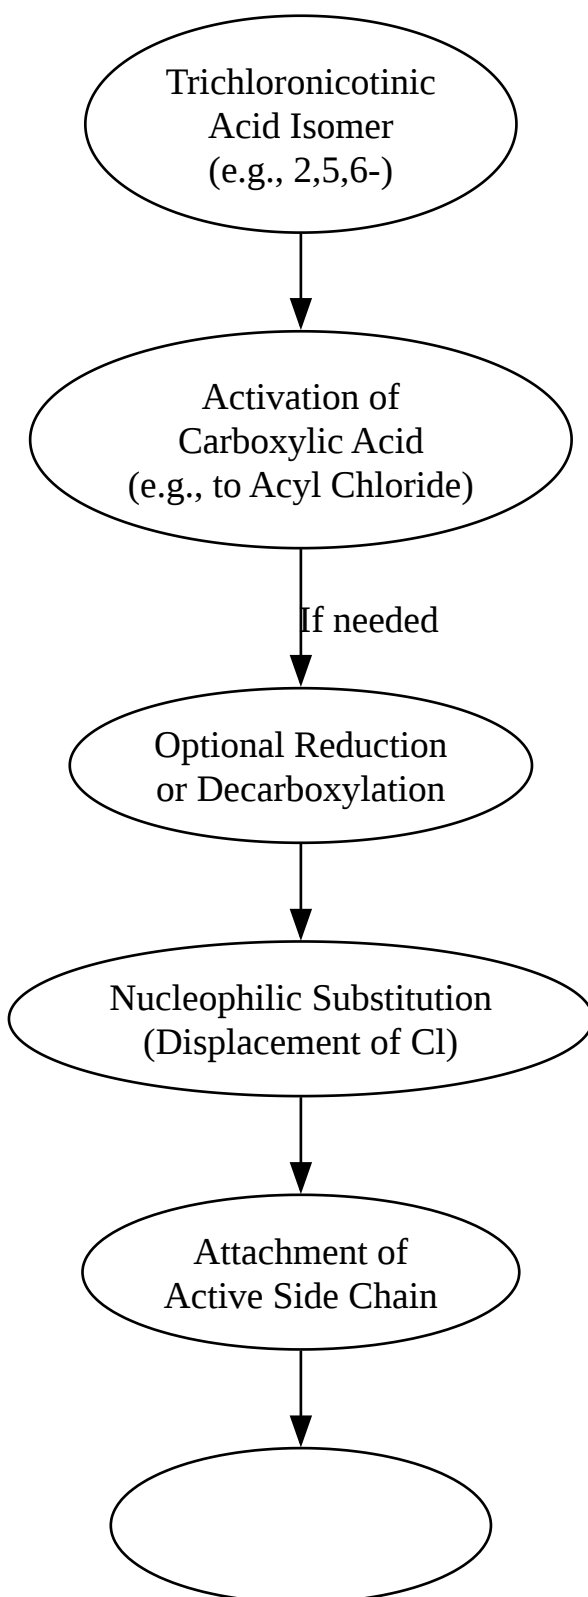 Trichloronicotinic
Acid Isomer
(e.g., 2,5,6-)
Activation of
Carboxylic Acid
(e.g., to Acyl Chloride)
If needed
Optional Reduction
or Decarboxylation
Nucleophilic Substitution
(Displacement of Cl)
Attachment of
Active Side Chain